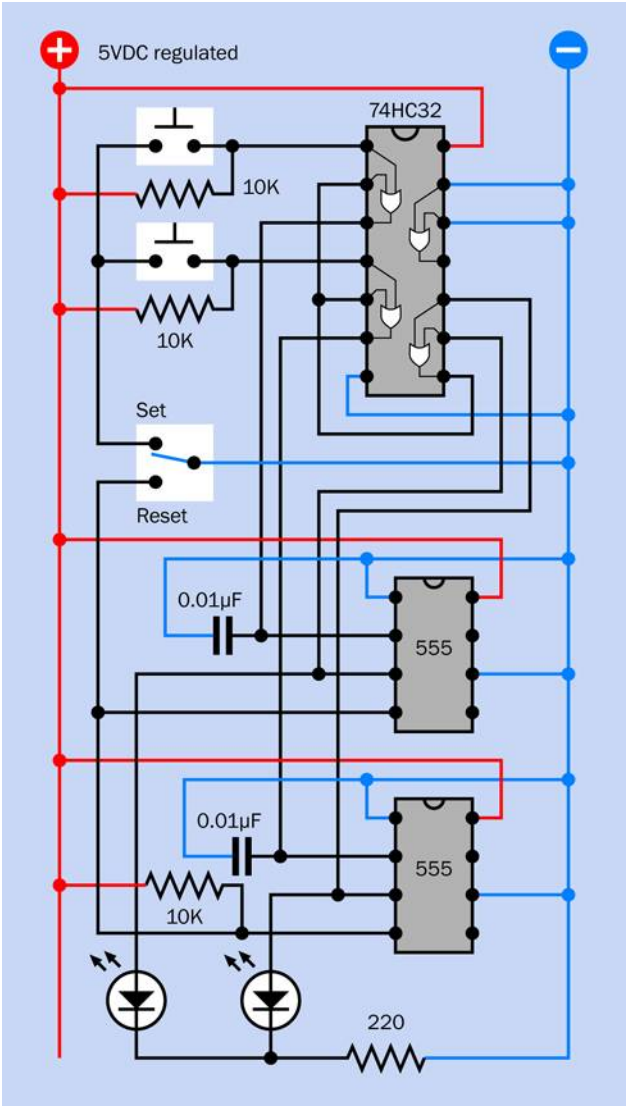 5VDC regulated
74HC32
10K
10K
Set
Reset
0.01µF
555
0.01µF
555
10K
220